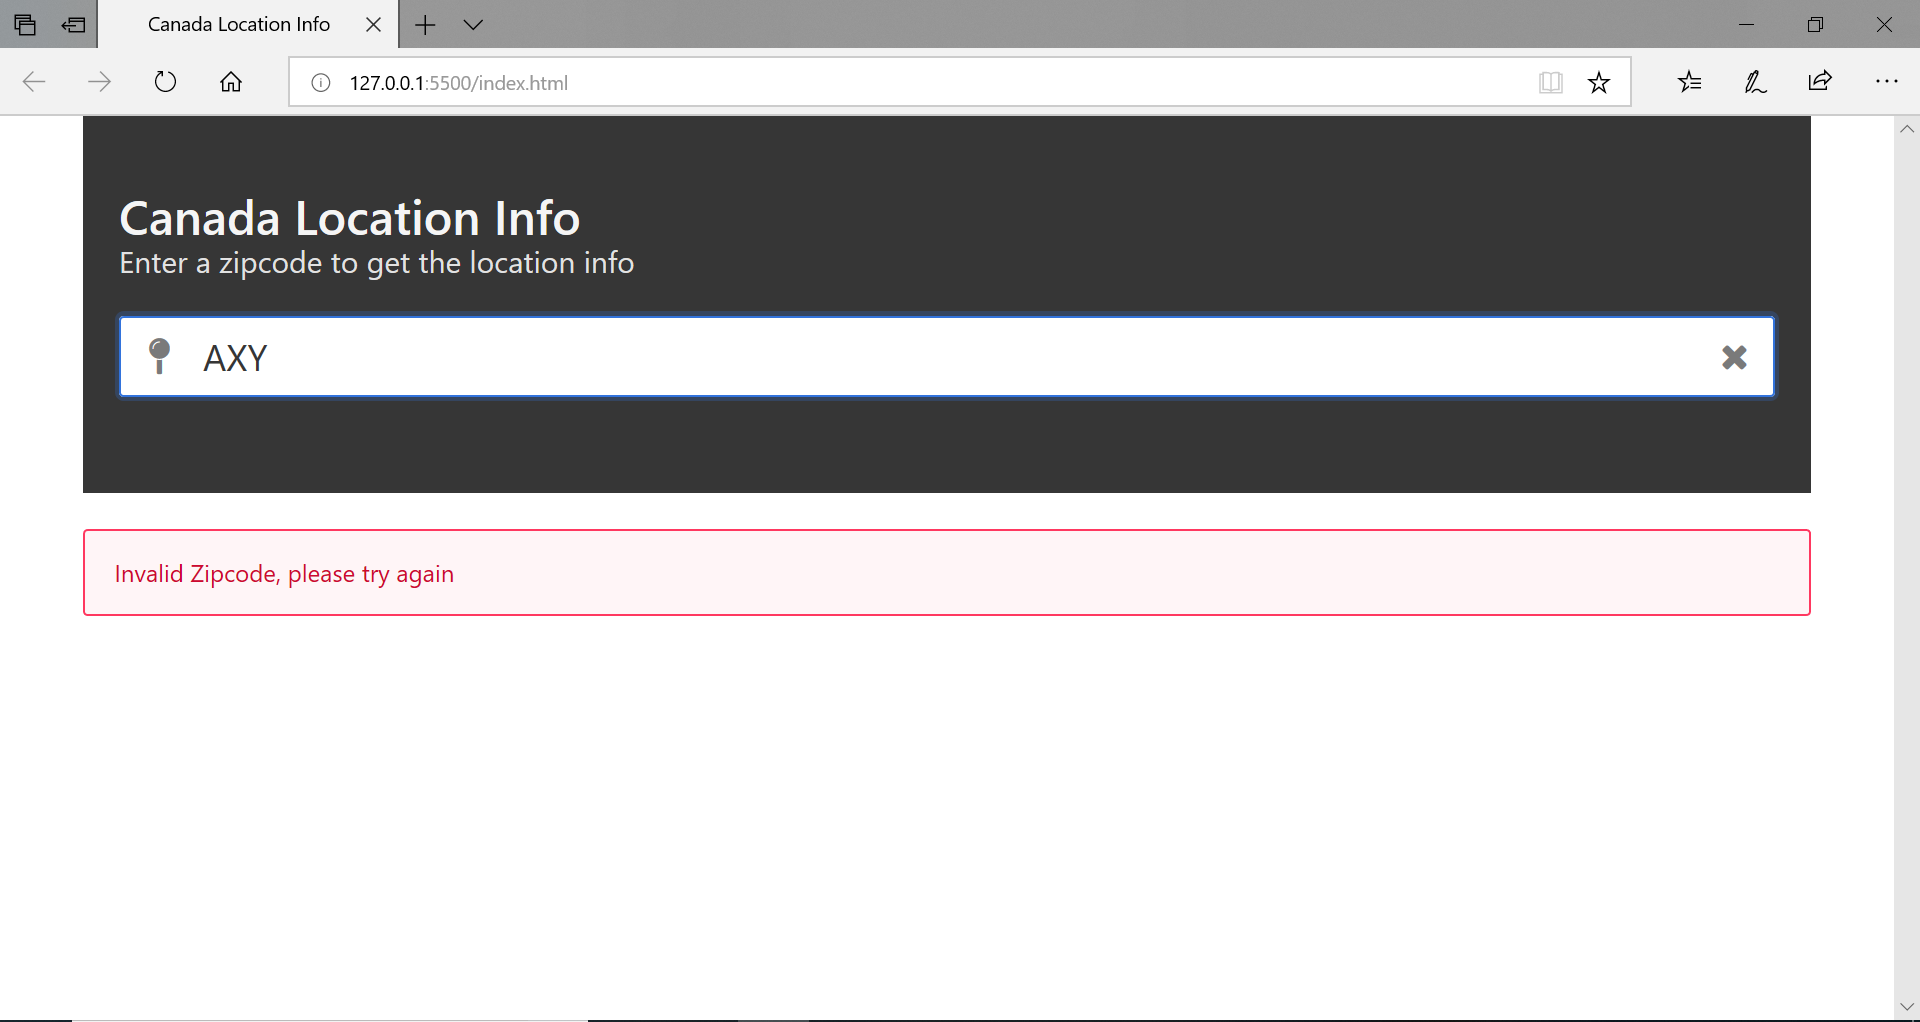 Canada Location Info
127.0.0.1:5500/index.html
Canada Location Info
Enter a zipcode to get the location info
AXY
Invalid Zipcode, please try again